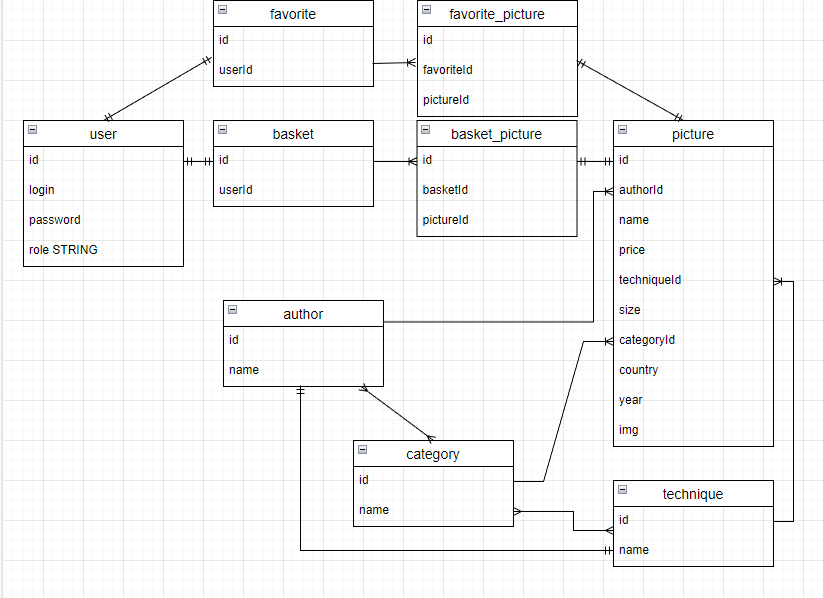 favorite
id
userId
favorite_picture
id
favoriteId
pictureId
user
id
login
password
role STRING
basket
id
userId
basket_picture
id
basketId
pictureId
picture
id
authorId
name
price
techniqueId
size
categoryId
country
year
img
author
id
name
category
id
name
technique
id
name